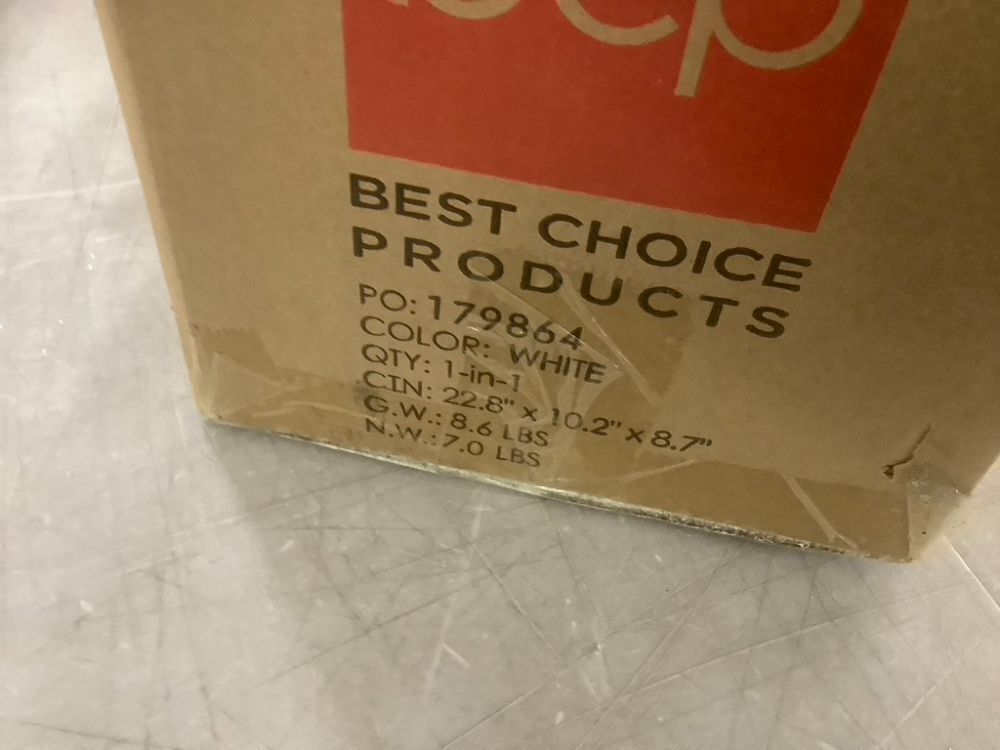 bcp
BEST CHOICE
PRODUCTS
PO: 179864
COLOR: WHITE
QTY: 1-in-1
CTN: 22.8" x 10.2" x 8.7"
G.W.: 8.6 LBS
N.W.: 7.0 LBS